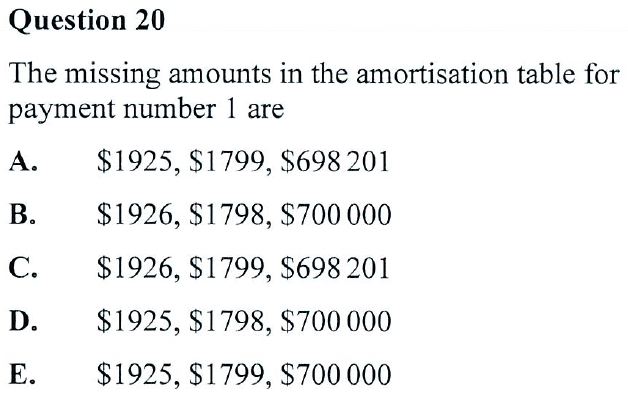 Question 20
The missing amounts in the amortisation table for
payment number 1 are
A. $1925, $1799, $698 201
B. $1926, $1798, $700 000
C. $1926, $1799, $698 201
D. $1925, $1798, $700 000
E. $1925, $1799, $700 000